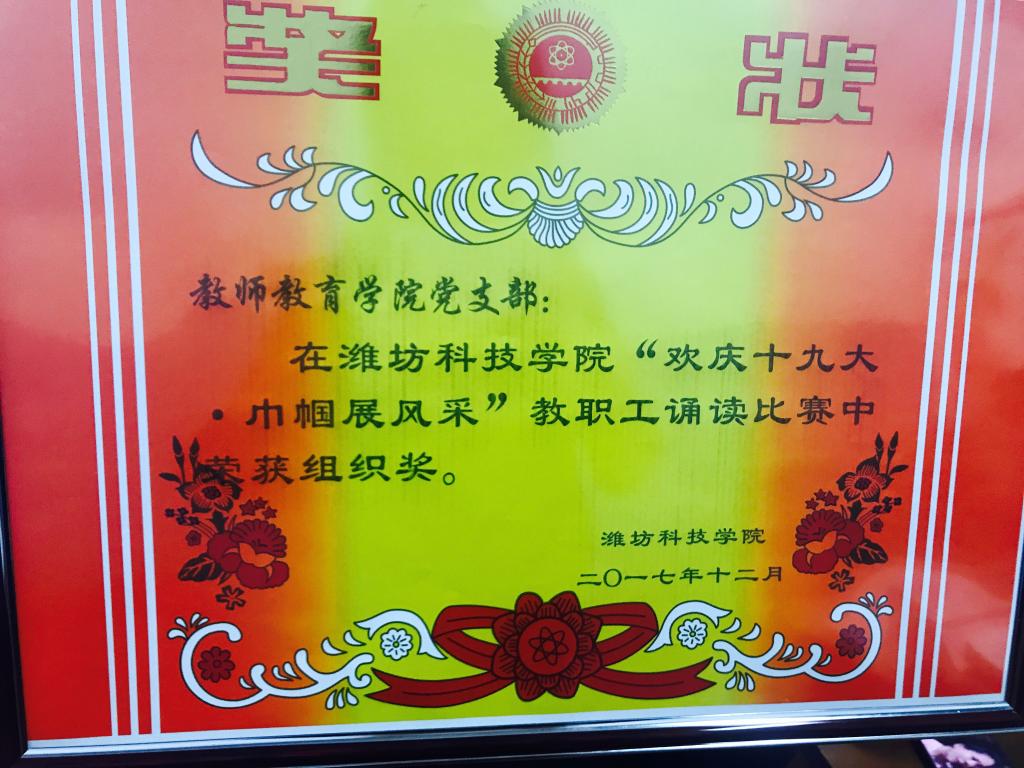 奖状
教师教育学院党支部:
在潍坊科技学院“欢庆十九大
·巾帼展风采”教职工诵读比赛中
荣获组织奖。
潍坊科技学院
二〇一七年十二月